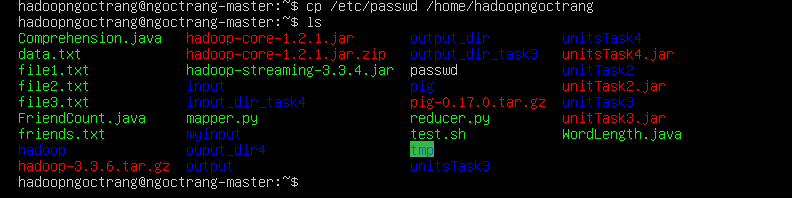 hadoopngoctrang@ngoctrang-master:~$ cp /etc/passwd /home/hadoopngoctrang
hadoopngoctrang@ngoctrang-master:~$ ls
Comprehension.java hadoop-core-1.2.1.jar output_dir unitsTask4
data.txt hadoop-core-1.2.1.jar.zip output_dir_task3 unitsTask4.jar
file1.txt hadoop-streaming-3.3.4.jar passwd unitTask2
file2.txt input pig unitTask2.jar
file3.txt input_dir_task4 pig-0.17.0.tar.gz unitTask3
FriendCount.java mapper.py reducer.py unitTask3.jar
friends.txt myinput test.sh WordLength.java
hadoop ouput_dir4 tmp
hadoop-3.3.6.tar.gz output unitsTask3
hadoopngoctrang@ngoctrang-master:~$